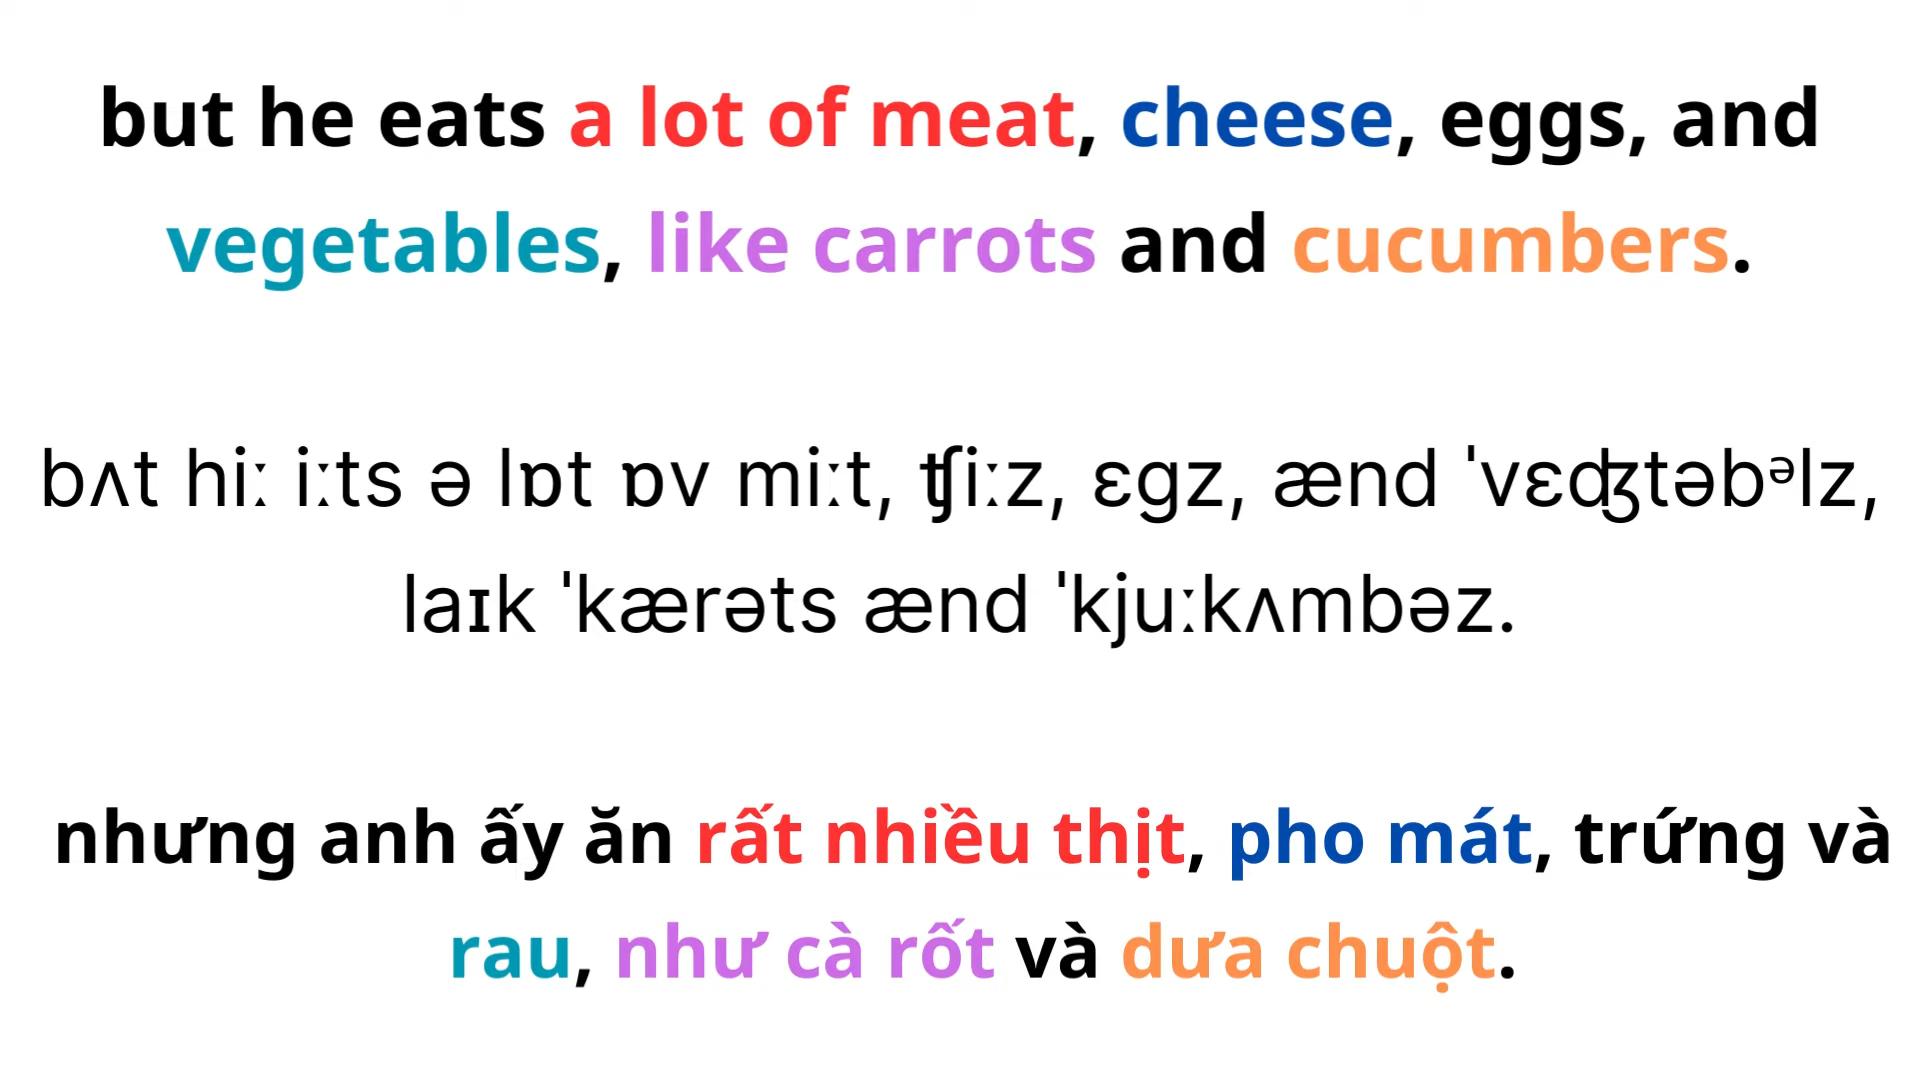 but he eats a lot of meat, cheese, eggs, and
vegetables, like carrots and cucumbers.
bʌt hiː iːts ə lɒt ɒv miːt, ʧiːz, ɛgz, ænd ˈvɛʤtəbᵊlz,
laɪk ˈkærəts ænd ˈkjuːkʌmbəz.
nhưng anh ấy ăn rất nhiều thịt, pho mát, trứng và
rau, như cà rốt và dưa chuột.